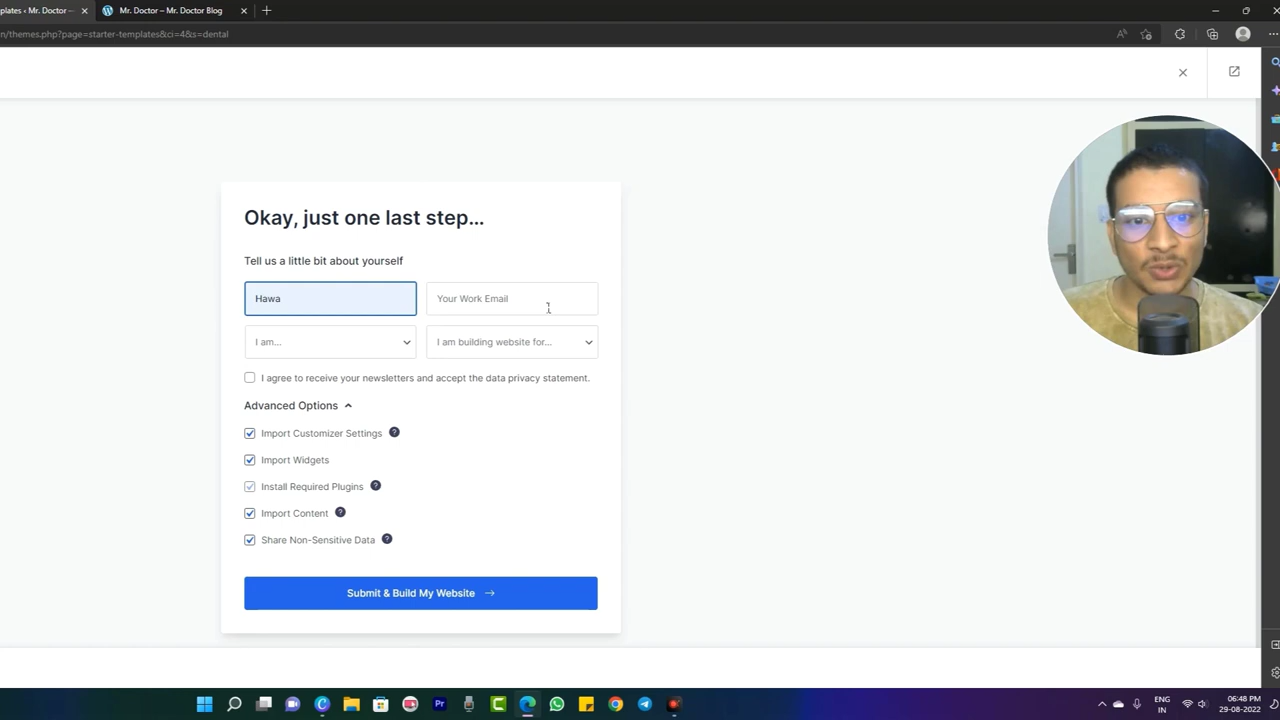 nplates ‹ Mr. Doctor —
Mr. Doctor – Mr. Doctor Blog
n/themes.php?page=starter-templates&ci=4&s=dental
Okay, just one last step...
Tell us a little bit about yourself
Hawa
Your Work Email
I am...
I am building website for...
I agree to receive your newsletters and accept the data privacy statement.
Advanced Options
Import Customizer Settings ?
Import Widgets
Install Required Plugins ?
Import Content ?
Share Non-Sensitive Data ?
Submit & Build My Website →
ENG
IN
06:48 PM
29-08-2022